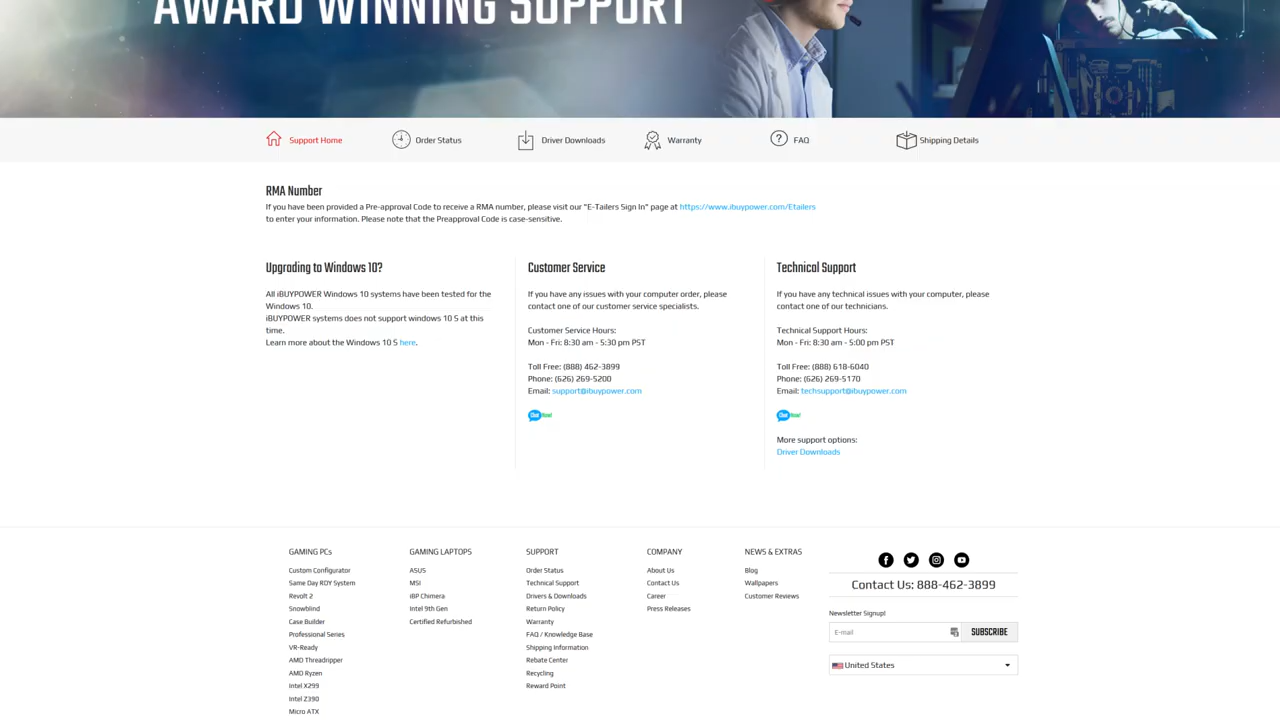 AWARD WINNING SUPPORT
Support Home
Order Status
Driver Downloads
Warranty
FAQ
Shipping Details
RMA Number
If you have been provided a Pre-approval Code to receive a RMA number, please visit our "E-Tailers Sign In" page at https://www.ibuypower.com/Etailers
to enter your information. Please note that the Preapproval Code is case-sensitive.
Upgrading to Windows 10?
All iBUYPOWER Windows 10 systems have been tested for the
Windows 10.
iBUYPOWER systems does not support windows 10 S at this
time.
Learn more about the Windows 10 S here.
Customer Service
If you have any issues with your computer order, please
contact one of our customer service specialists.
Customer Service Hours:
Mon - Fri: 8:30 am - 5:30 pm PST
Toll Free: (888) 462-3899
Phone: (626) 269-5200
Email: support@ibuypower.com
Chat Now!
Technical Support
If you have any technical issues with your computer, please
contact one of our technicians.
Technical Support Hours:
Mon - Fri: 8:30 am - 5:00 pm PST
Toll Free: (888) 618-6040
Phone: (626) 269-5170
Email: techsupport@ibuypower.com
Chat Now!
More support options:
Driver Downloads
GAMING PCs
Custom Configurator
Same Day RDY System
Revolt 2
Snowblind
Case Builder
Professional Series
VR-Ready
AMD Threadripper
AMD Ryzen
Intel X299
Intel Z390
Micro ATX
GAMING LAPTOPS
ASUS
MSI
iBP Chimera
Intel 9th Gen
Certified Refurbished
SUPPORT
Order Status
Technical Support
Drivers & Downloads
Return Policy
Warranty
FAQ / Knowledge Base
Shipping Information
Rebate Center
Recycling
Reward Point
COMPANY
About Us
Contact Us
Career
Press Releases
NEWS & EXTRAS
Blog
Wallpapers
Customer Reviews
Contact Us: 888-462-3899
Newsletter Signup!
E-mail
SUBSCRIBE
United States